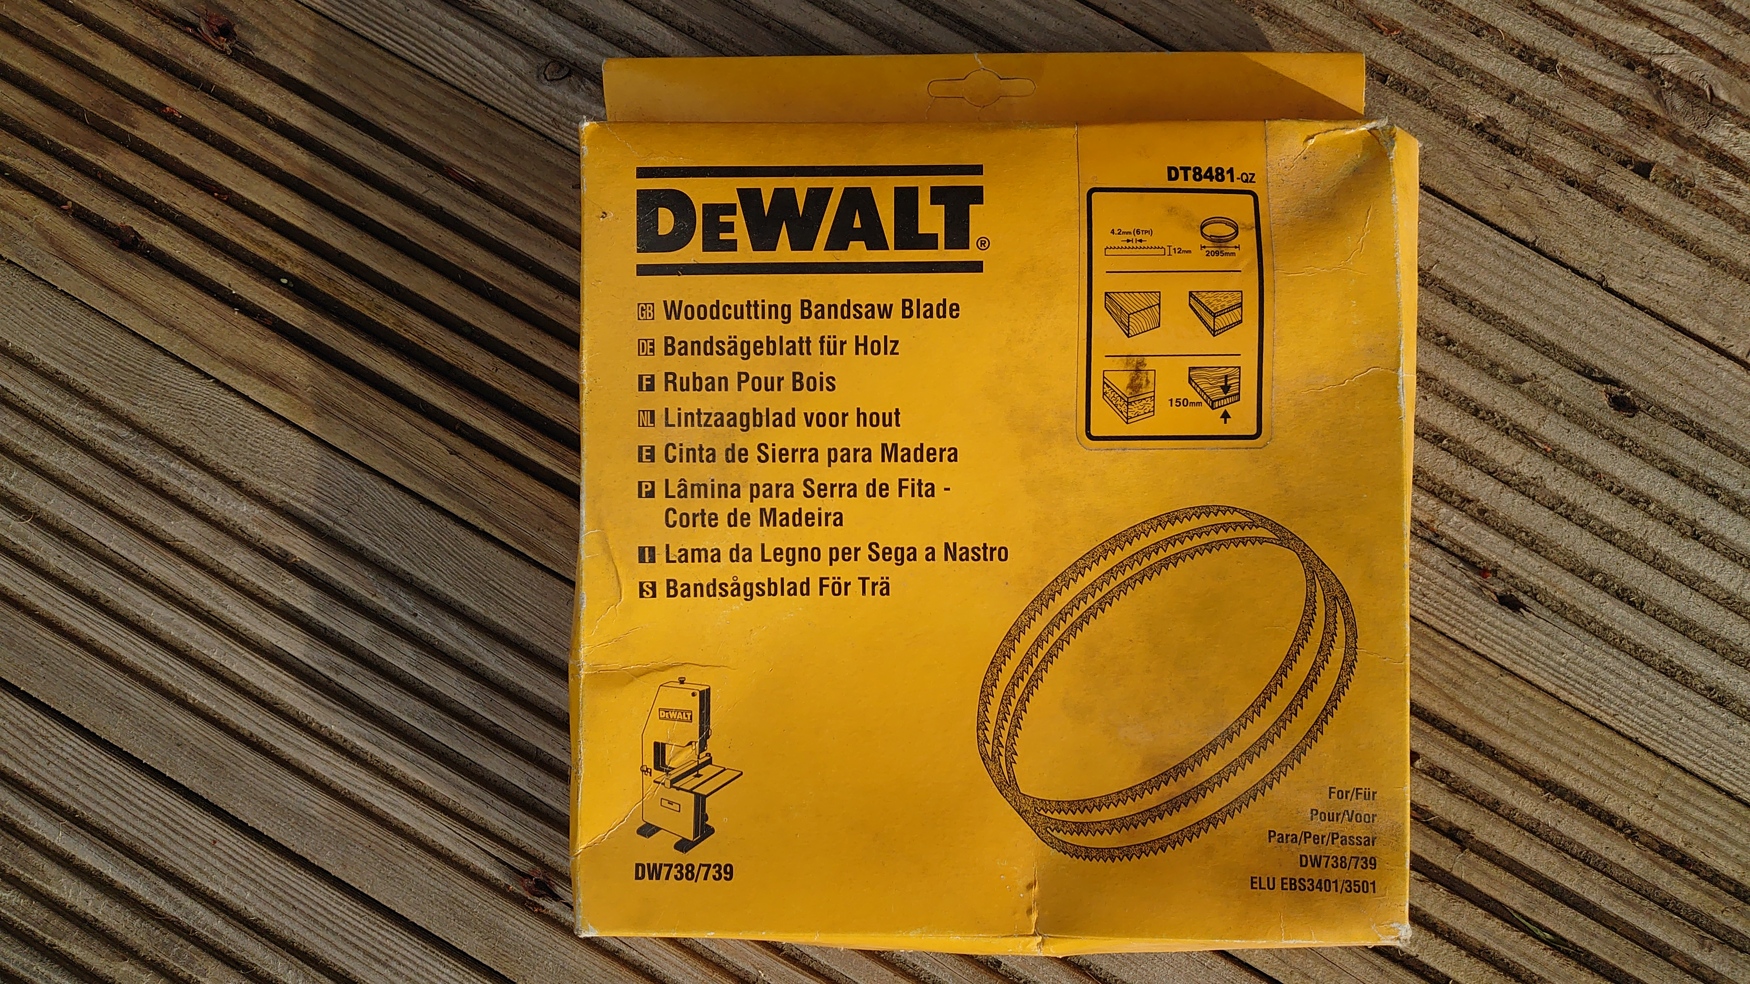 DEWALT®
DT8481-QZ
4.2mm (6TPI)
12mm
2095mm
150mm
GB Woodcutting Bandsaw Blade
DE Bandsägeblatt für Holz
F Ruban Pour Bois
NL Lintzaagblad voor hout
E Cinta de Sierra para Madera
P Lâmina para Serra de Fita -
Corte de Madeira
I Lama da Legno per Sega a Nastro
S Bandsågsblad För Trä
DEWALT
DW738/739
For/Für
Pour/Voor
Para/Per/Passar
DW738/739
ELU EBS3401/3501